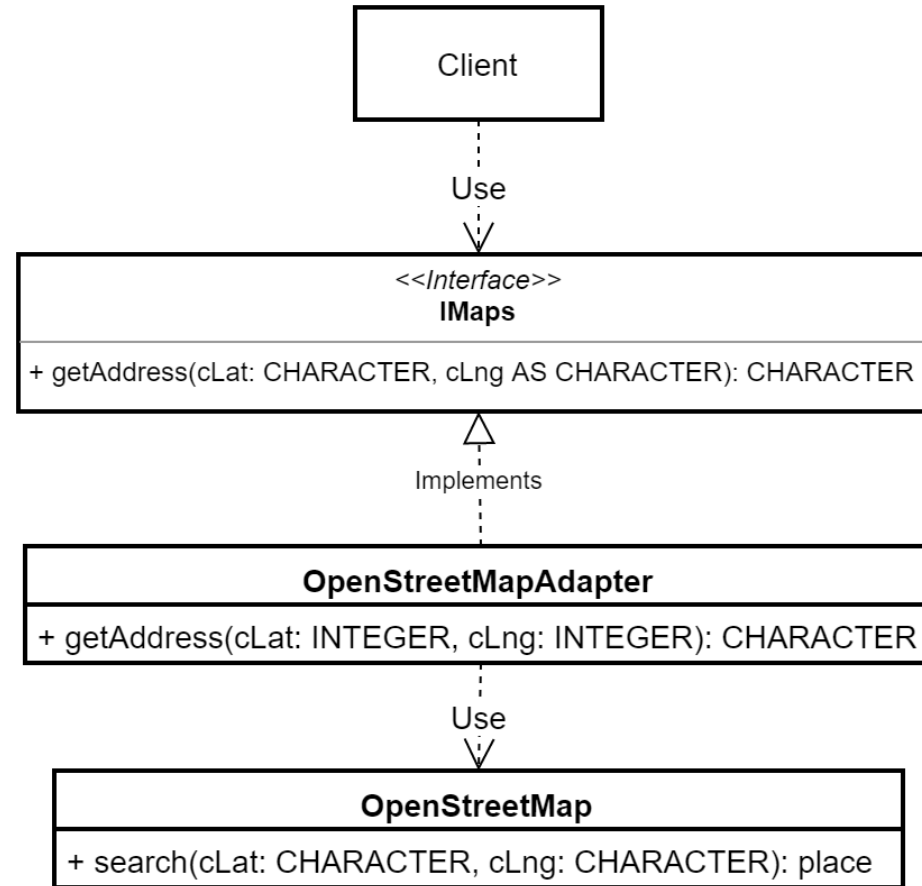 Client
Use
<<Interface>>
IMaps
+ getAddress(cLat: CHARACTER, cLng AS CHARACTER): CHARACTER
Implements
OpenStreetMapAdapter
+ getAddress(cLat: INTEGER, cLng: INTEGER): CHARACTER
Use
OpenStreetMap
+ search(cLat: CHARACTER, cLng: CHARACTER): place